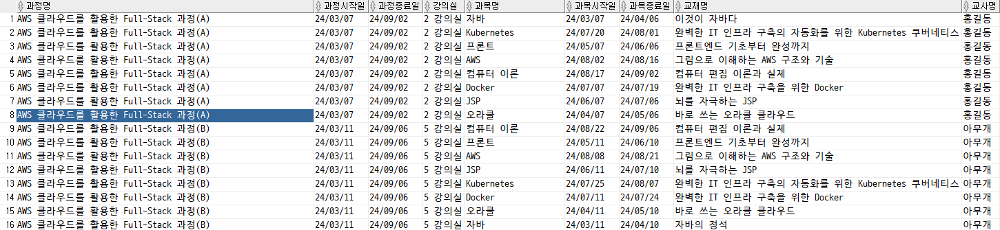 과정명 과정시작일 과정종료일 강의실 과목명 과목시작일 과목종료일 교재명 교사명
1 AWS 클라우드를 활용한 Full-Stack 과정(A) 24/03/07 24/09/02 2 강의실 자바 24/03/07 24/04/06 이것이 자바다 홍길동
2 AWS 클라우드를 활용한 Full-Stack 과정(A) 24/03/07 24/09/02 2 강의실 Kubernetes 24/07/20 24/08/01 완벽한 IT 인프라 구축의 자동화를 위한 Kubernetes 쿠버네티스 홍길동
3 AWS 클라우드를 활용한 Full-Stack 과정(A) 24/03/07 24/09/02 2 강의실 프론트 24/05/07 24/06/06 프론트엔드 기초부터 완성까지 홍길동
4 AWS 클라우드를 활용한 Full-Stack 과정(A) 24/03/07 24/09/02 2 강의실 AWS 24/08/02 24/08/16 그림으로 이해하는 AWS 구조와 기술 홍길동
5 AWS 클라우드를 활용한 Full-Stack 과정(A) 24/03/07 24/09/02 2 강의실 컴퓨터 이론 24/08/17 24/09/02 컴퓨터 편집 이론과 실제 홍길동
6 AWS 클라우드를 활용한 Full-Stack 과정(A) 24/03/07 24/09/02 2 강의실 Docker 24/07/07 24/07/19 완벽한 IT 인프라 구축을 위한 Docker 홍길동
7 AWS 클라우드를 활용한 Full-Stack 과정(A) 24/03/07 24/09/02 2 강의실 JSP 24/06/07 24/07/06 뇌를 자극하는 JSP 홍길동
8 AWS 클라우드를 활용한 Full-Stack 과정(A) 24/03/07 24/09/02 2 강의실 오라클 24/04/07 24/05/06 바로 쓰는 오라클 클라우드 홍길동
9 AWS 클라우드를 활용한 Full-Stack 과정(B) 24/03/11 24/09/06 5 강의실 컴퓨터 이론 24/08/22 24/09/06 컴퓨터 편집 이론과 실제 아무개
10 AWS 클라우드를 활용한 Full-Stack 과정(B) 24/03/11 24/09/06 5 강의실 프론트 24/05/11 24/06/10 프론트엔드 기초부터 완성까지 아무개
11 AWS 클라우드를 활용한 Full-Stack 과정(B) 24/03/11 24/09/06 5 강의실 AWS 24/08/08 24/08/21 그림으로 이해하는 AWS 구조와 기술 아무개
12 AWS 클라우드를 활용한 Full-Stack 과정(B) 24/03/11 24/09/06 5 강의실 JSP 24/06/11 24/07/10 뇌를 자극하는 JSP 아무개
13 AWS 클라우드를 활용한 Full-Stack 과정(B) 24/03/11 24/09/06 5 강의실 Kubernetes 24/07/25 24/08/07 완벽한 IT 인프라 구축의 자동화를 위한 Kubernetes 쿠버네티스 아무개
14 AWS 클라우드를 활용한 Full-Stack 과정(B) 24/03/11 24/09/06 5 강의실 Docker 24/07/11 24/07/24 완벽한 IT 인프라 구축을 위한 Docker 아무개
15 AWS 클라우드를 활용한 Full-Stack 과정(B) 24/03/11 24/09/06 5 강의실 오라클 24/04/11 24/05/10 바로 쓰는 오라클 클라우드 아무개
16 AWS 클라우드를 활용한 Full-Stack 과정(B) 24/03/11 24/09/06 5 강의실 자바 24/03/11 24/04/10 자바의 정석 아무개